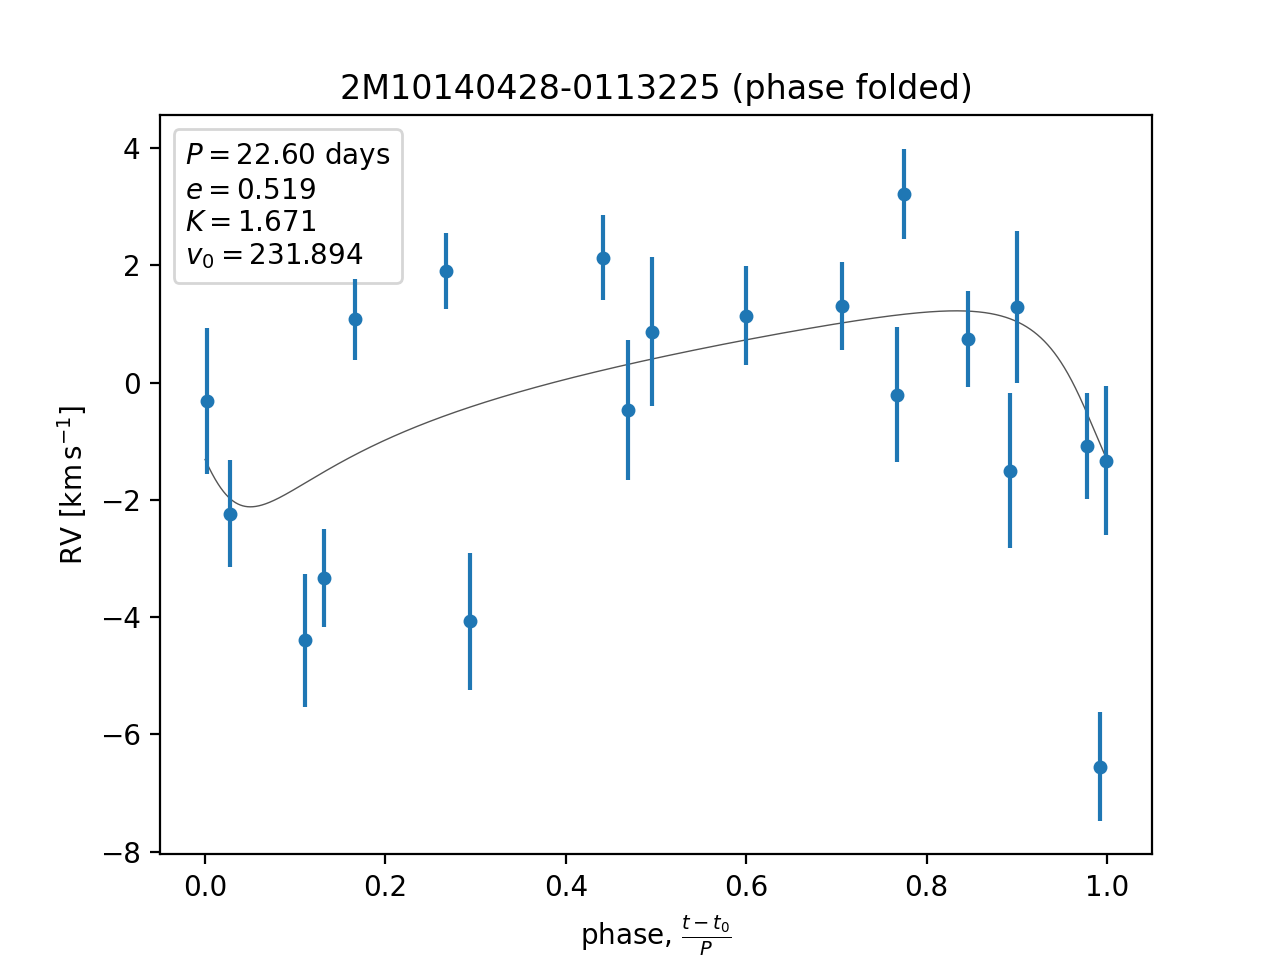 2M10140428-0113225 (phase folded)
P = 22.60 days
e = 0.519
K = 1.671
v₀ = 231.894
4
2
0
−2
−4
−6
−8
RV [km s⁻¹]
0.0 0.2 0.4 0.6 0.8 1.0
phase, (t − t₀)/P